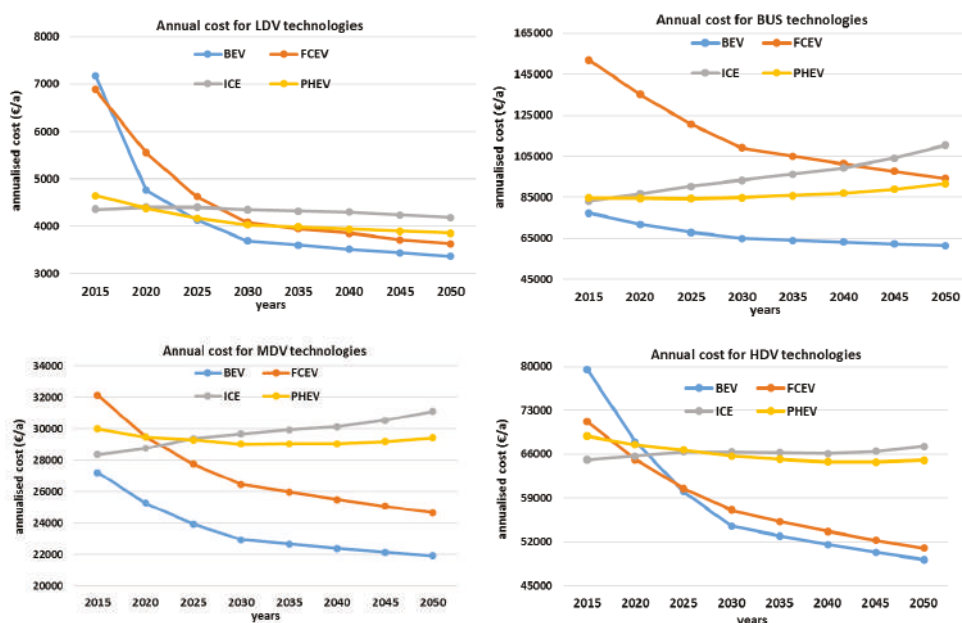 Annual cost for LDV technologies
8000
7000
6000
5000
4000
3000
annualised cost (€/a)
BEV
FCEV
ICE
PHEV
2015 2020 2025 2030 2035 2040 2045 2050
years
Annual cost for BUS technologies
165000
145000
125000
105000
85000
65000
45000
annualised cost (€/a)
BEV
FCEV
ICE
PHEV
2015 2020 2025 2030 2035 2040 2045 2050
years
Annual cost for MDV technologies
34000
32000
30000
28000
26000
24000
22000
20000
annualised cost (€/a)
BEV
FCEV
ICE
PHEV
2015 2020 2025 2030 2035 2040 2045 2050
years
Annual cost for HDV technologies
80000
73000
66000
59000
52000
45000
annualised cost (€/a)
BEV
FCEV
ICE
PHEV
2015 2020 2025 2030 2035 2040 2045 2050
years